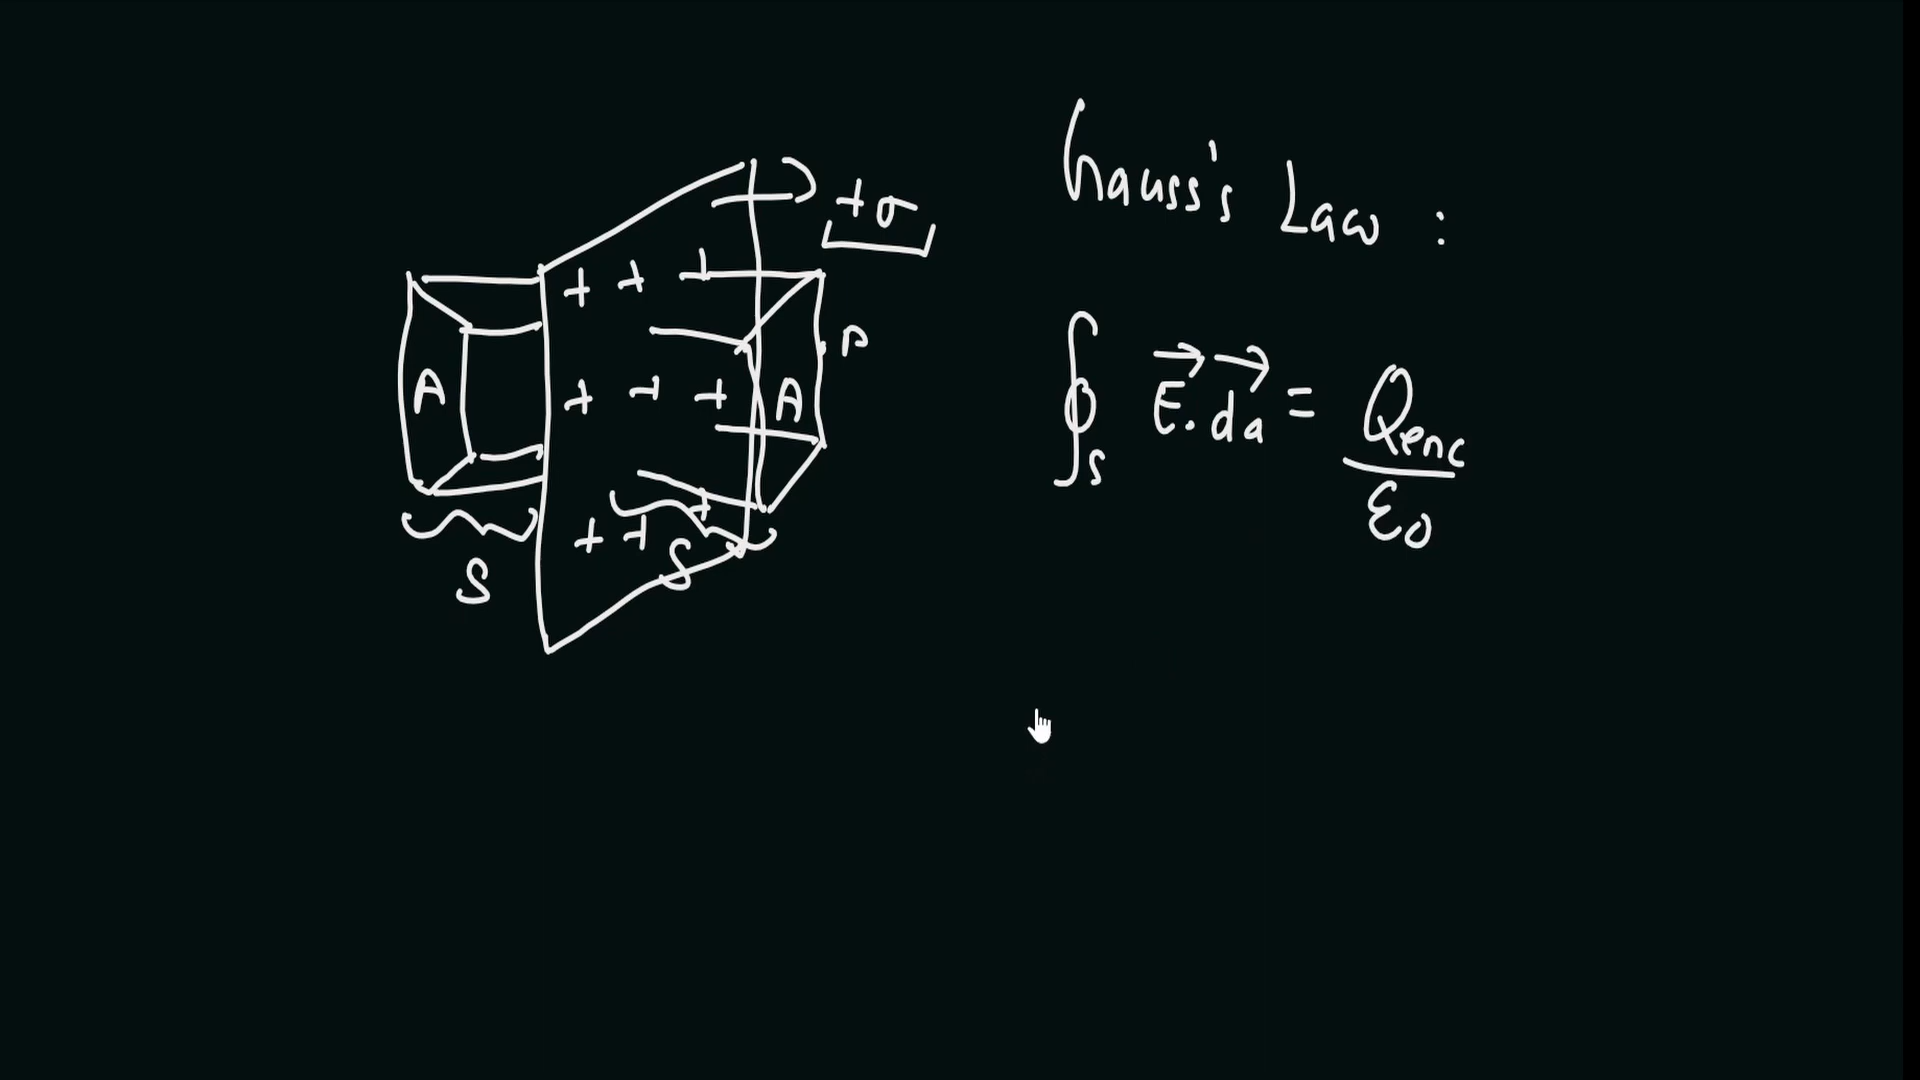 +σ
+ + +
P
A
+ + + A
+ + +
S
S
Gauss's Law :
∮s E⃗ . d⃗a = Qenc / ε0